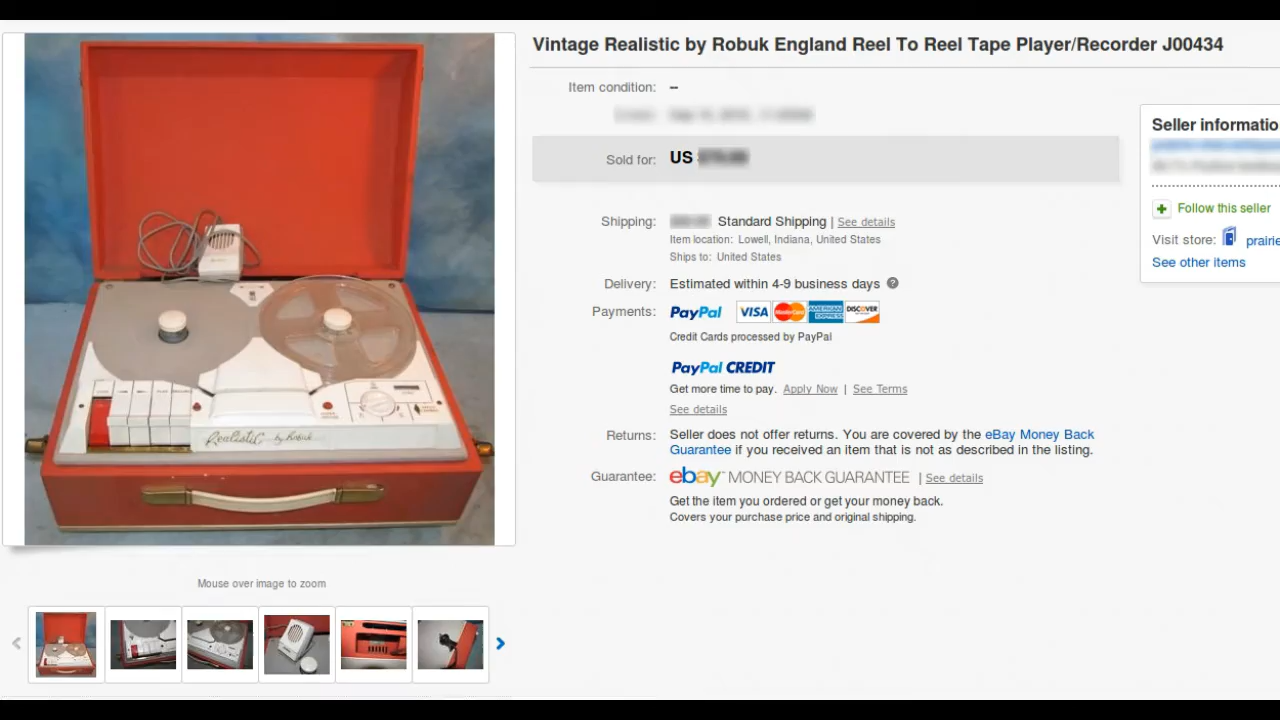 Vintage Realistic by Robuk England Reel To Reel Tape Player/Recorder J00434
Item condition: --
Sold for: US
Shipping: Standard Shipping | See details
Item location: Lowell, Indiana, United States
Ships to: United States
Delivery: Estimated within 4-9 business days
Payments: PayPal VISA MasterCard AMERICAN EXPRESS DISCOVER
Credit Cards processed by PayPal
PayPal CREDIT
Get more time to pay. Apply Now | See Terms
See details
Returns: Seller does not offer returns. You are covered by the eBay Money Back
Guarantee if you received an item that is not as described in the listing.
Guarantee: ebay MONEY BACK GUARANTEE | See details
Get the item you ordered or get your money back.
Covers your purchase price and original shipping.
Seller informatio
Follow this seller
Visit store: prairie
See other items
Realistic by Robuk
Mouse over image to zoom